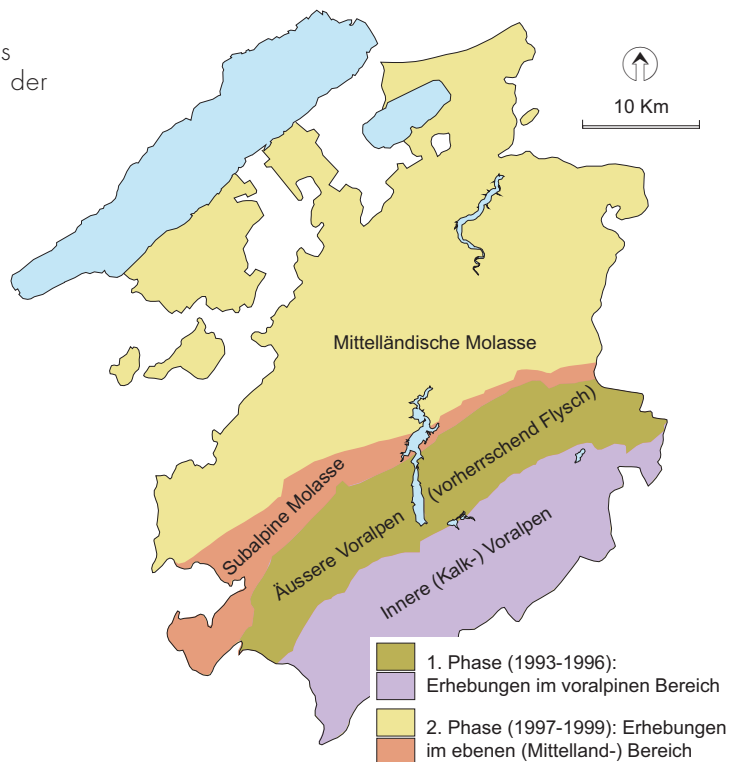 s
der
10 Km
Mittelländische Molasse
Subalpine Molasse
Äussere Voralpen (vorherrschend Flysch)
Innere (Kalk-) Voralpen
1. Phase (1993-1996):
Erhebungen im voralpinen Bereich
2. Phase (1997-1999): Erhebungen
im ebenen (Mittelland-) Bereich